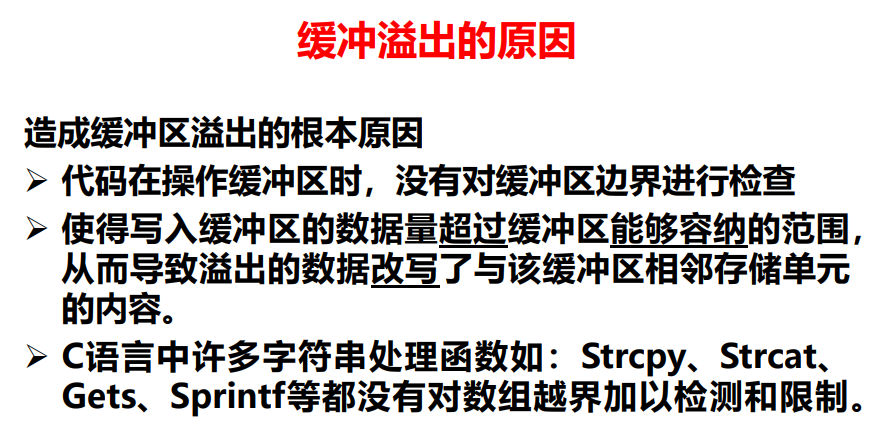 缓冲溢出的原因
造成缓冲区溢出的根本原因
➢ 代码在操作缓冲区时，没有对缓冲区边界进行检查
➢ 使得写入缓冲区的数据量超过缓冲区能够容纳的范围，
从而导致溢出的数据改写了与该缓冲区相邻存储单元
的内容。
➢ C语言中许多字符串处理函数如：Strcpy、Strcat、
Gets、Sprintf等都没有对数组越界加以检测和限制。